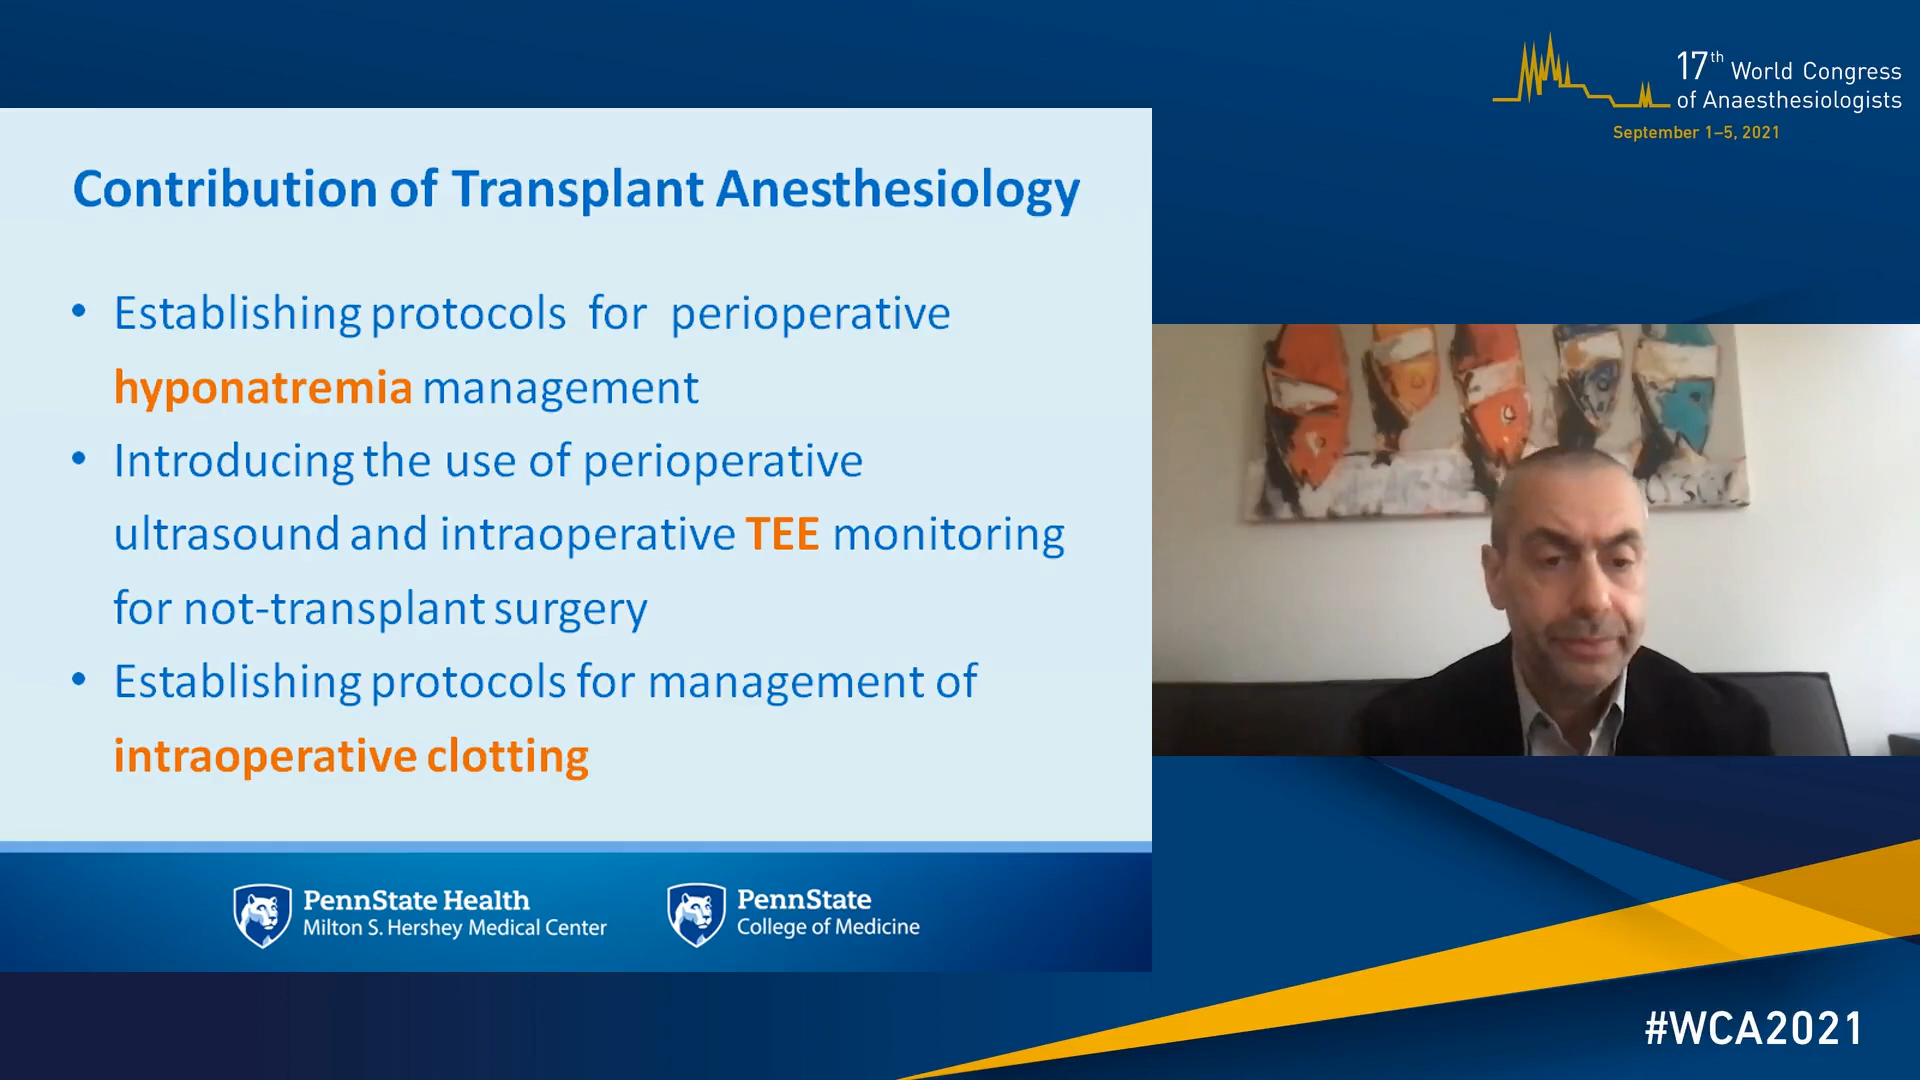 17th World Congress
of Anaesthesiologists
September 1–5, 2021
Contribution of Transplant Anesthesiology
• Establishing protocols for perioperative
hyponatremia management
• Introducing the use of perioperative
ultrasound and intraoperative TEE monitoring
for not-transplant surgery
• Establishing protocols for management of
intraoperative clotting
PennState Health
Milton S. Hershey Medical Center
PennState
College of Medicine
#WCA2021